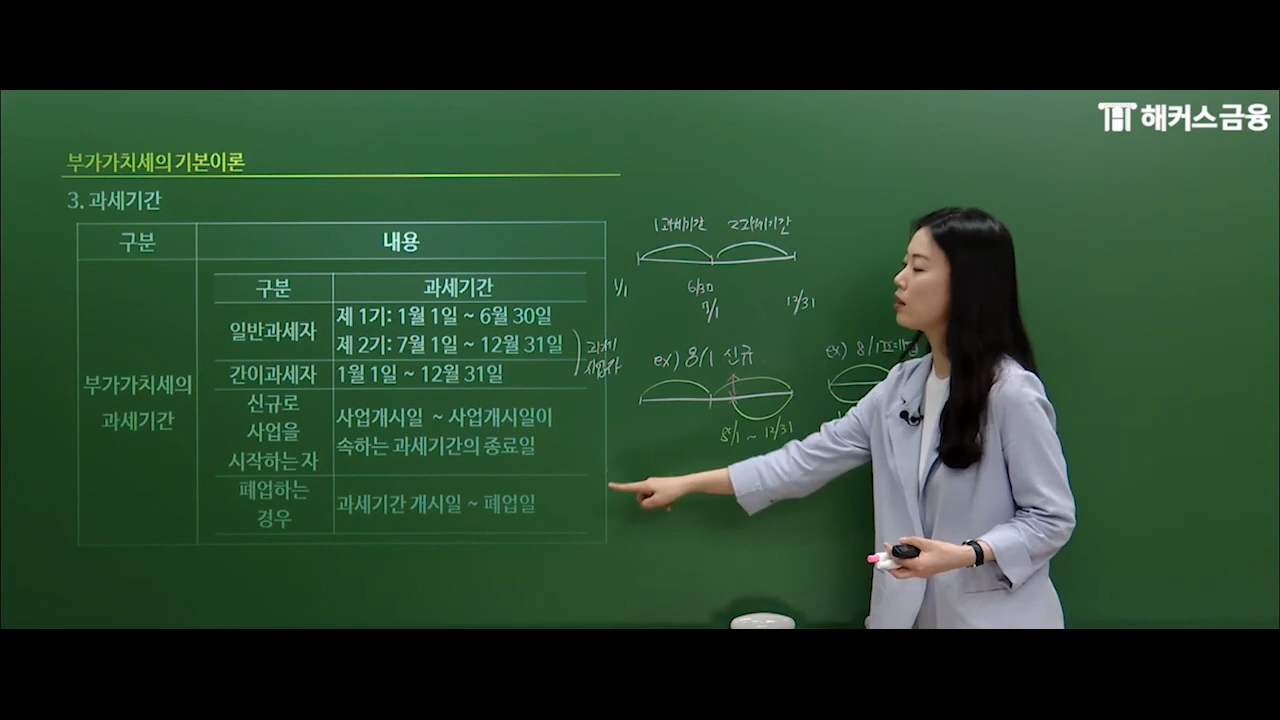 해커스금융
부가가치세의 기본이론
3. 과세기간
구분 내용
부가가치세의
과세기간
구분 과세기간
일반과세자
제 1기: 1월 1일 ~ 6월 30일
제 2기: 7월 1일 ~ 12월 31일
간이과세자 1월 1일 ~ 12월 31일
신규로
사업을
시작하는 자
사업개시일 ~ 사업개시일이
속하는 과세기간의 종료일
폐업하는
경우
과세기간 개시일 ~ 폐업일
과세
사업자
1과세기간 2과세기간
1/1
6/30
7/1
12/31
ex) 8/1 신규
8/1 ~ 12/31
ex) 8/1